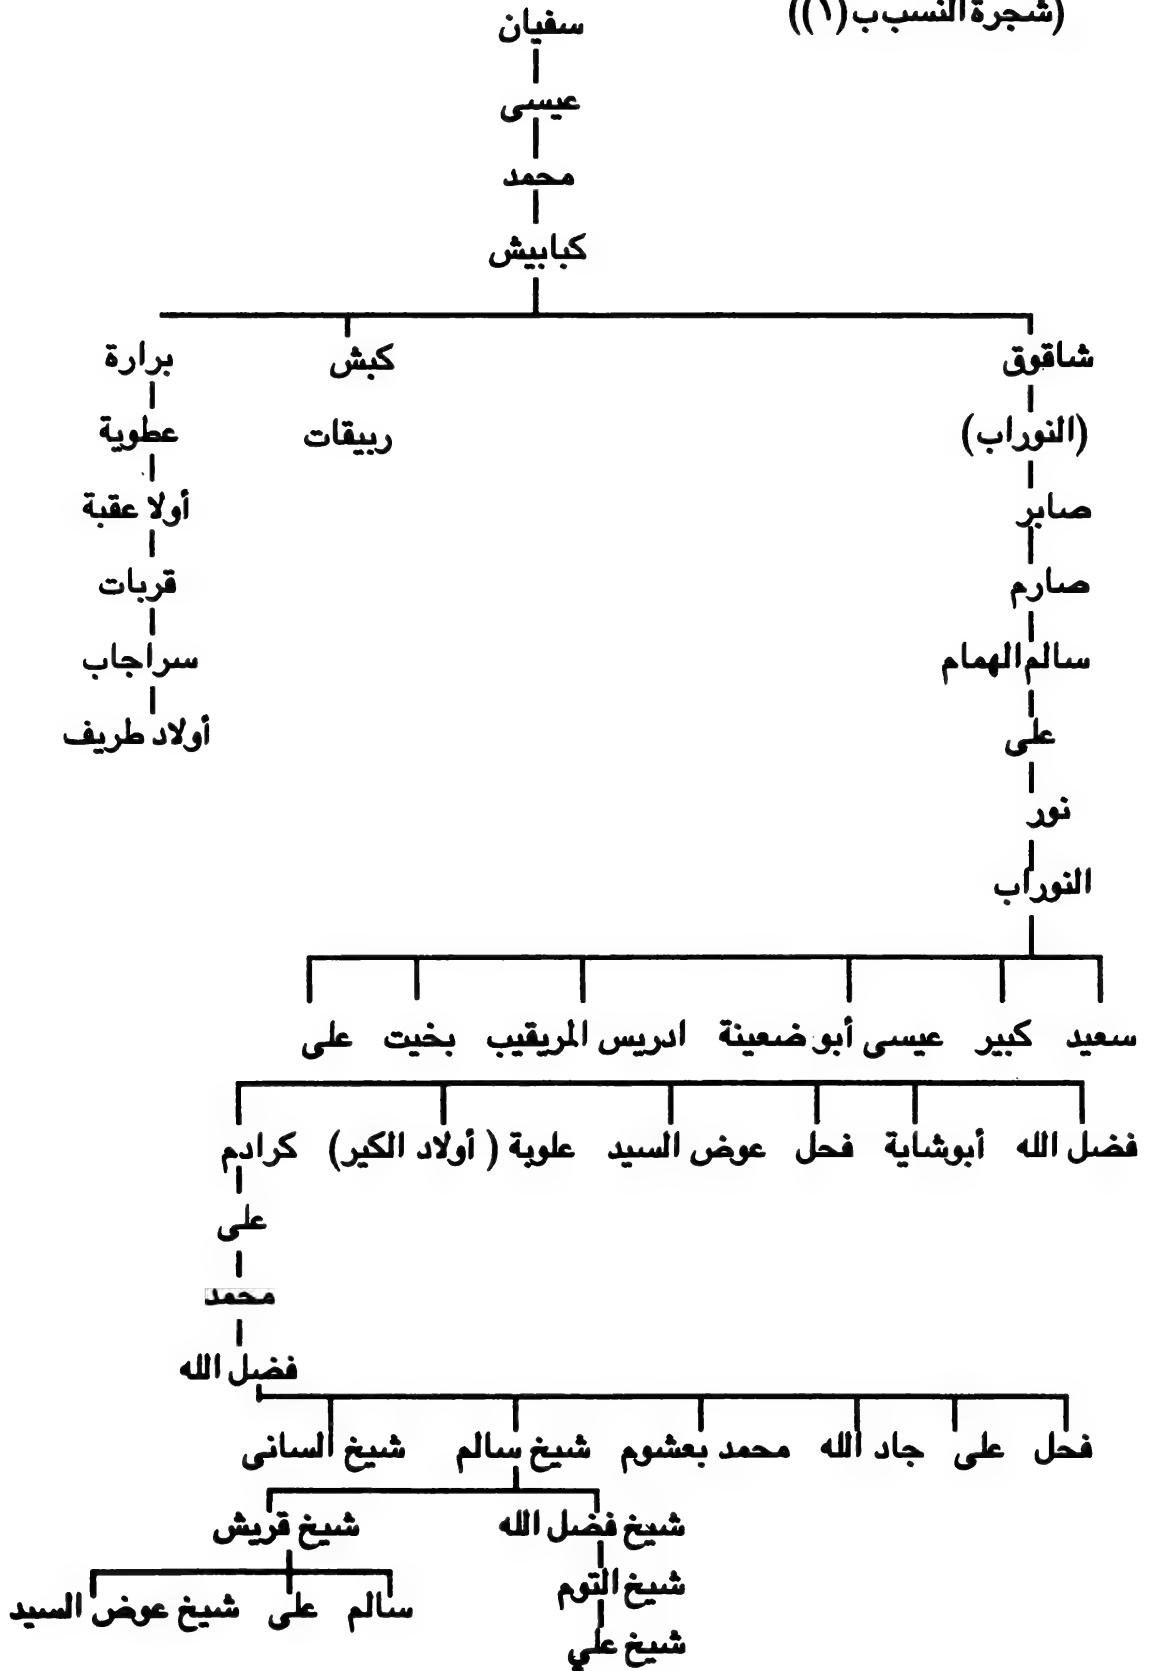 (شجرة النسب ب (١))
سفيان
عيسى
محمد
كبابيش
شاقوق كبش برارة
(النوراب) ربيقات عطوية
صابر أولا عقبة
صارم قربات
سالم الهمام سراجاب
على أولاد طريف
نور
النوراب
سعيد كبير عيسى أبو ضعينة ادريس المريقيب بخيت على
فضل الله أبوشاية فحل عوض السيد علوية (أولاد الكير) كرادم
على
محمد
فضل الله
فحل على جاد الله محمد بعشوم شيخ سالم شيخ السانى
شيخ فضل الله شيخ قريش
شيخ التوم
سالم على شيخ عوض السيد
شيخ علي